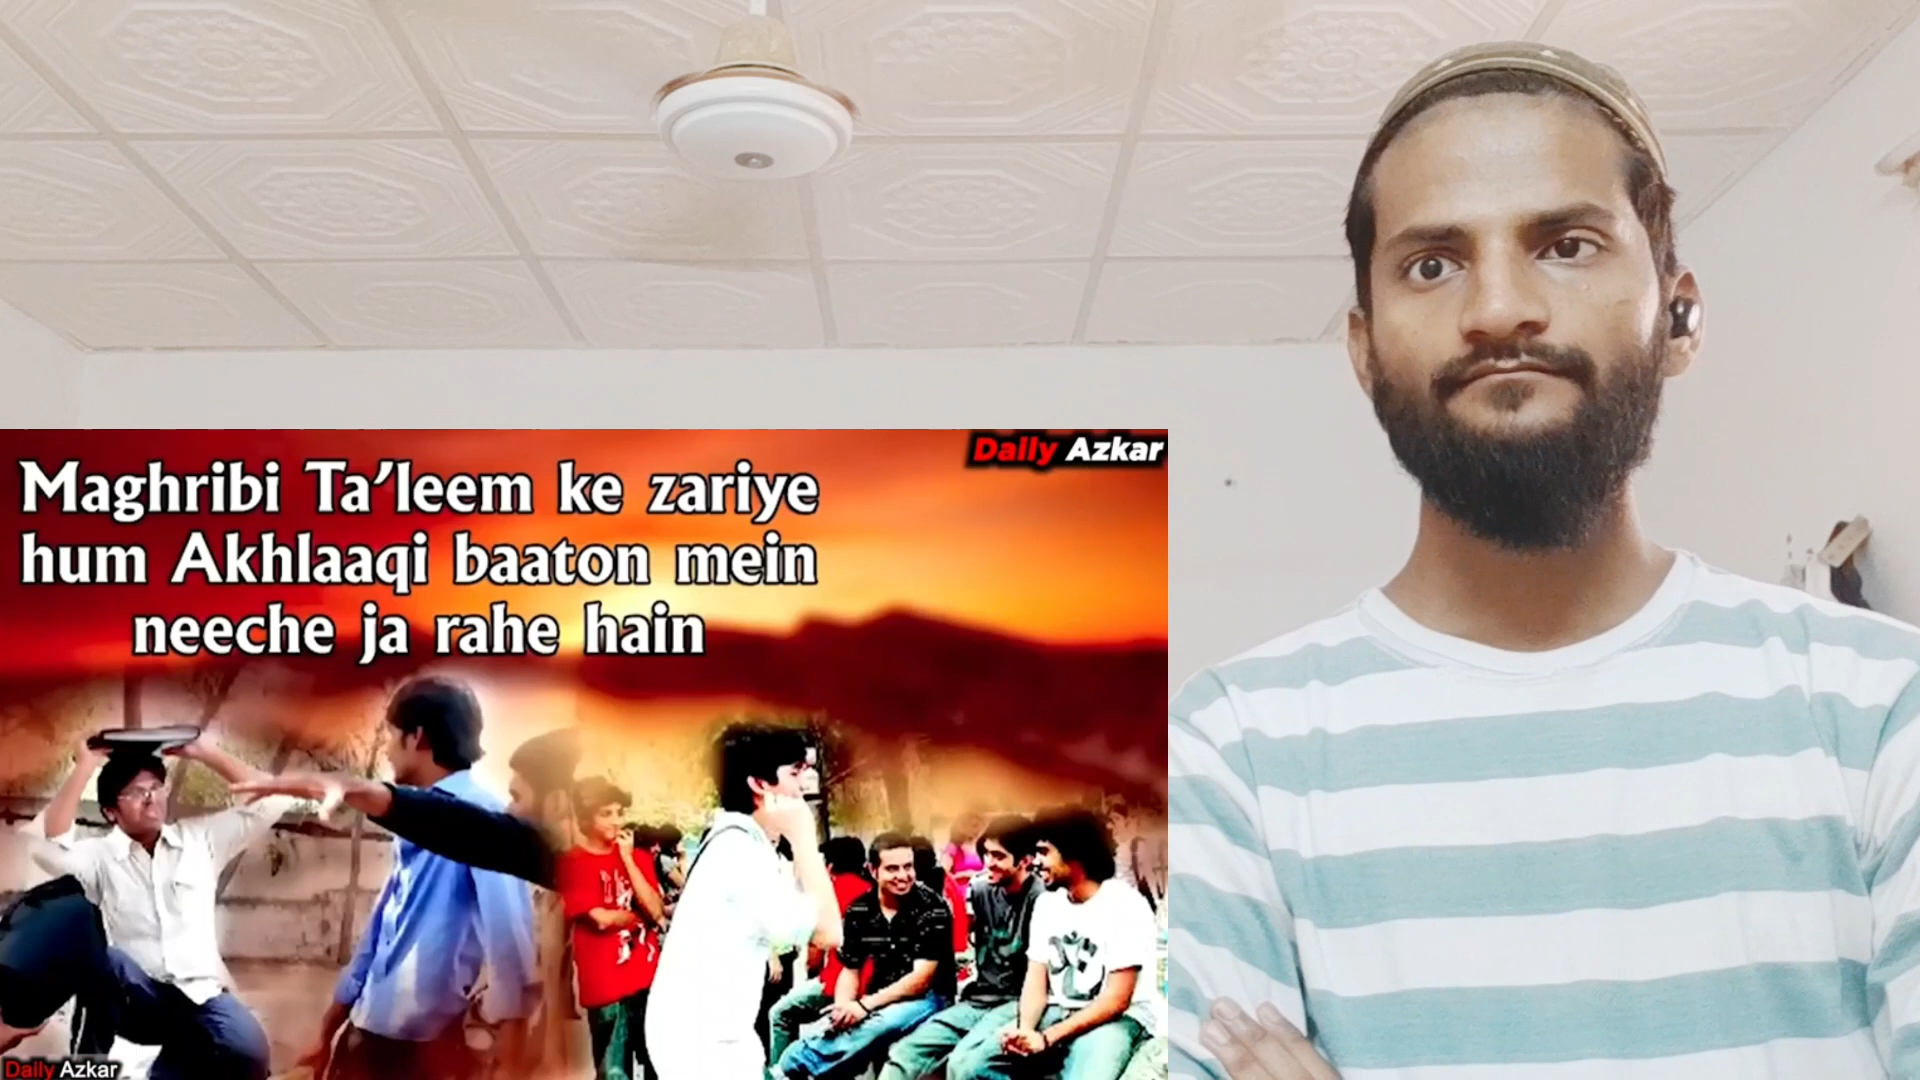 Daily Azkar
Maghribi Ta'leem ke zariye
hum Akhlaaqi baaton mein
neeche ja rahe hain
Daily Azkar